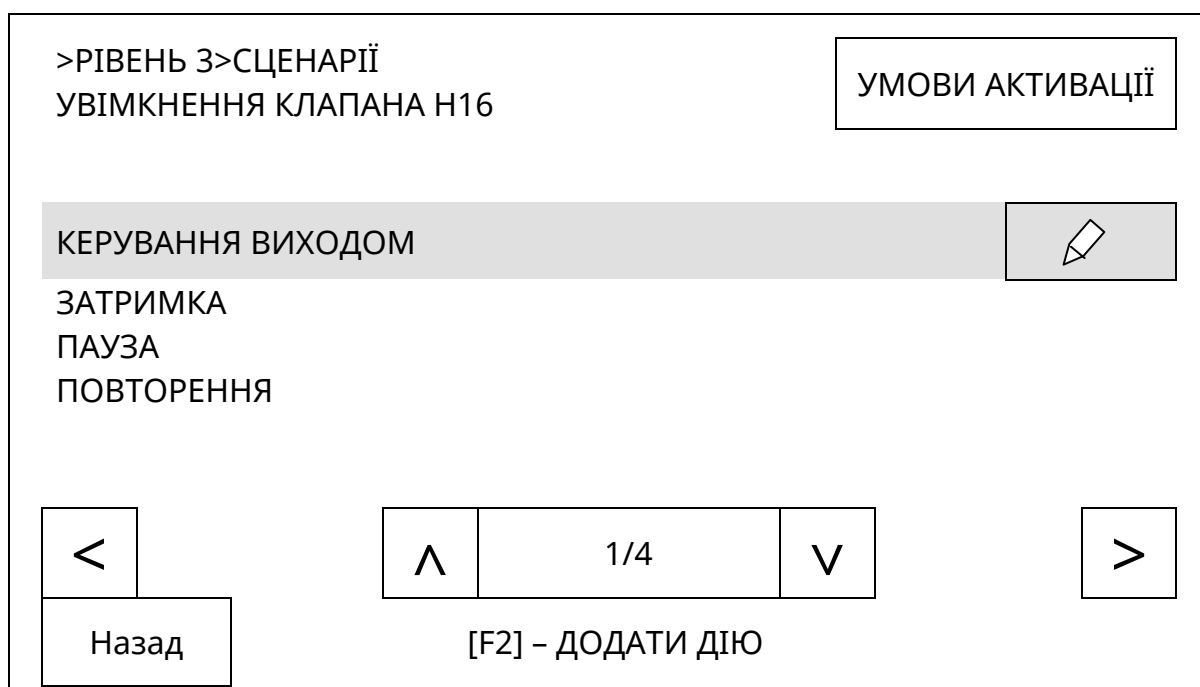 >РІВЕНЬ 3>СЦЕНАРІЇ
УВІМКНЕННЯ КЛАПАНА Н16
УМОВИ АКТИВАЦІЇ
КЕРУВАННЯ ВИХОДОМ
ЗАТРИМКА
ПАУЗА
ПОВТОРЕННЯ
<
>
1/4
Назад
[F2] – ДОДАТИ ДІЮ